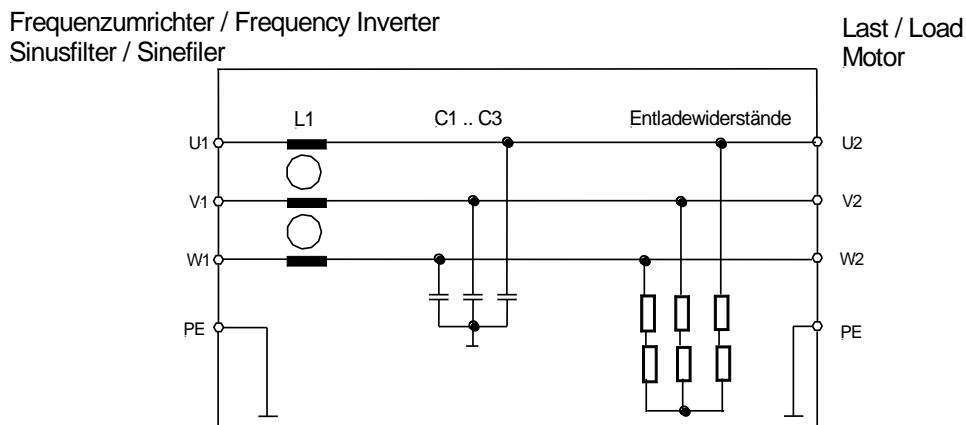 Frequenzumrichter / Frequency Inverter
Sinusfilter / Sinefiler
Last / Load
Motor
L1
C1 .. C3
Entladewiderstände
U1
U2
V1
V2
W1
W2
PE
PE